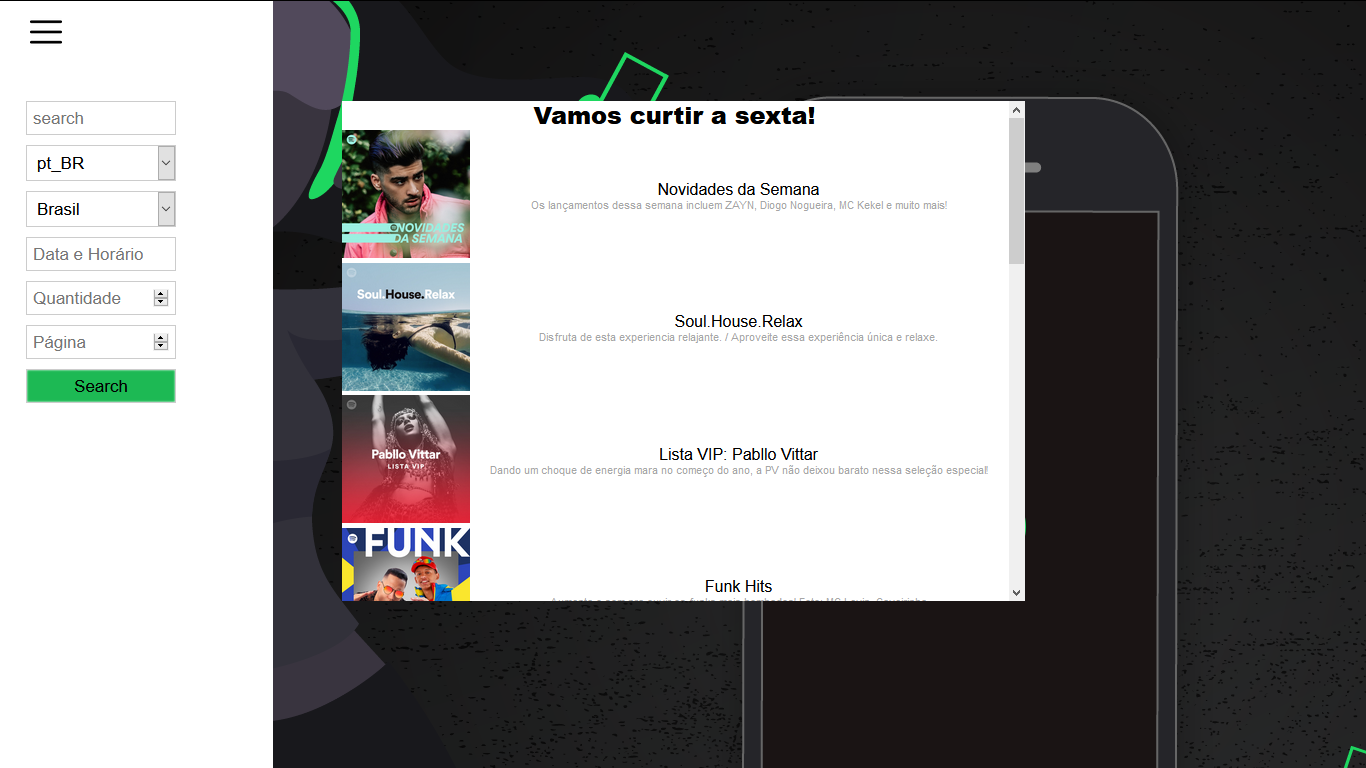 search
pt_BR
Brasil
Data e Horário
Quantidade
Página
Search
Vamos curtir a sexta!
NOVIDADES
DA SEMANA
Novidades da Semana
Os lançamentos dessa semana incluem ZAYN, Diogo Nogueira, MC Kekel e muito mais!
Soul.House.Relax
Soul.House.Relax
Disfruta de esta experiencia relajante. / Aproveite essa experiência única e relaxe.
Pabllo Vittar
LISTA VIP
Lista VIP: Pabllo Vittar
Dando um choque de energia mara no começo do ano, a PV não deixou barato nessa seleção especial!
FUNK
Funk Hits